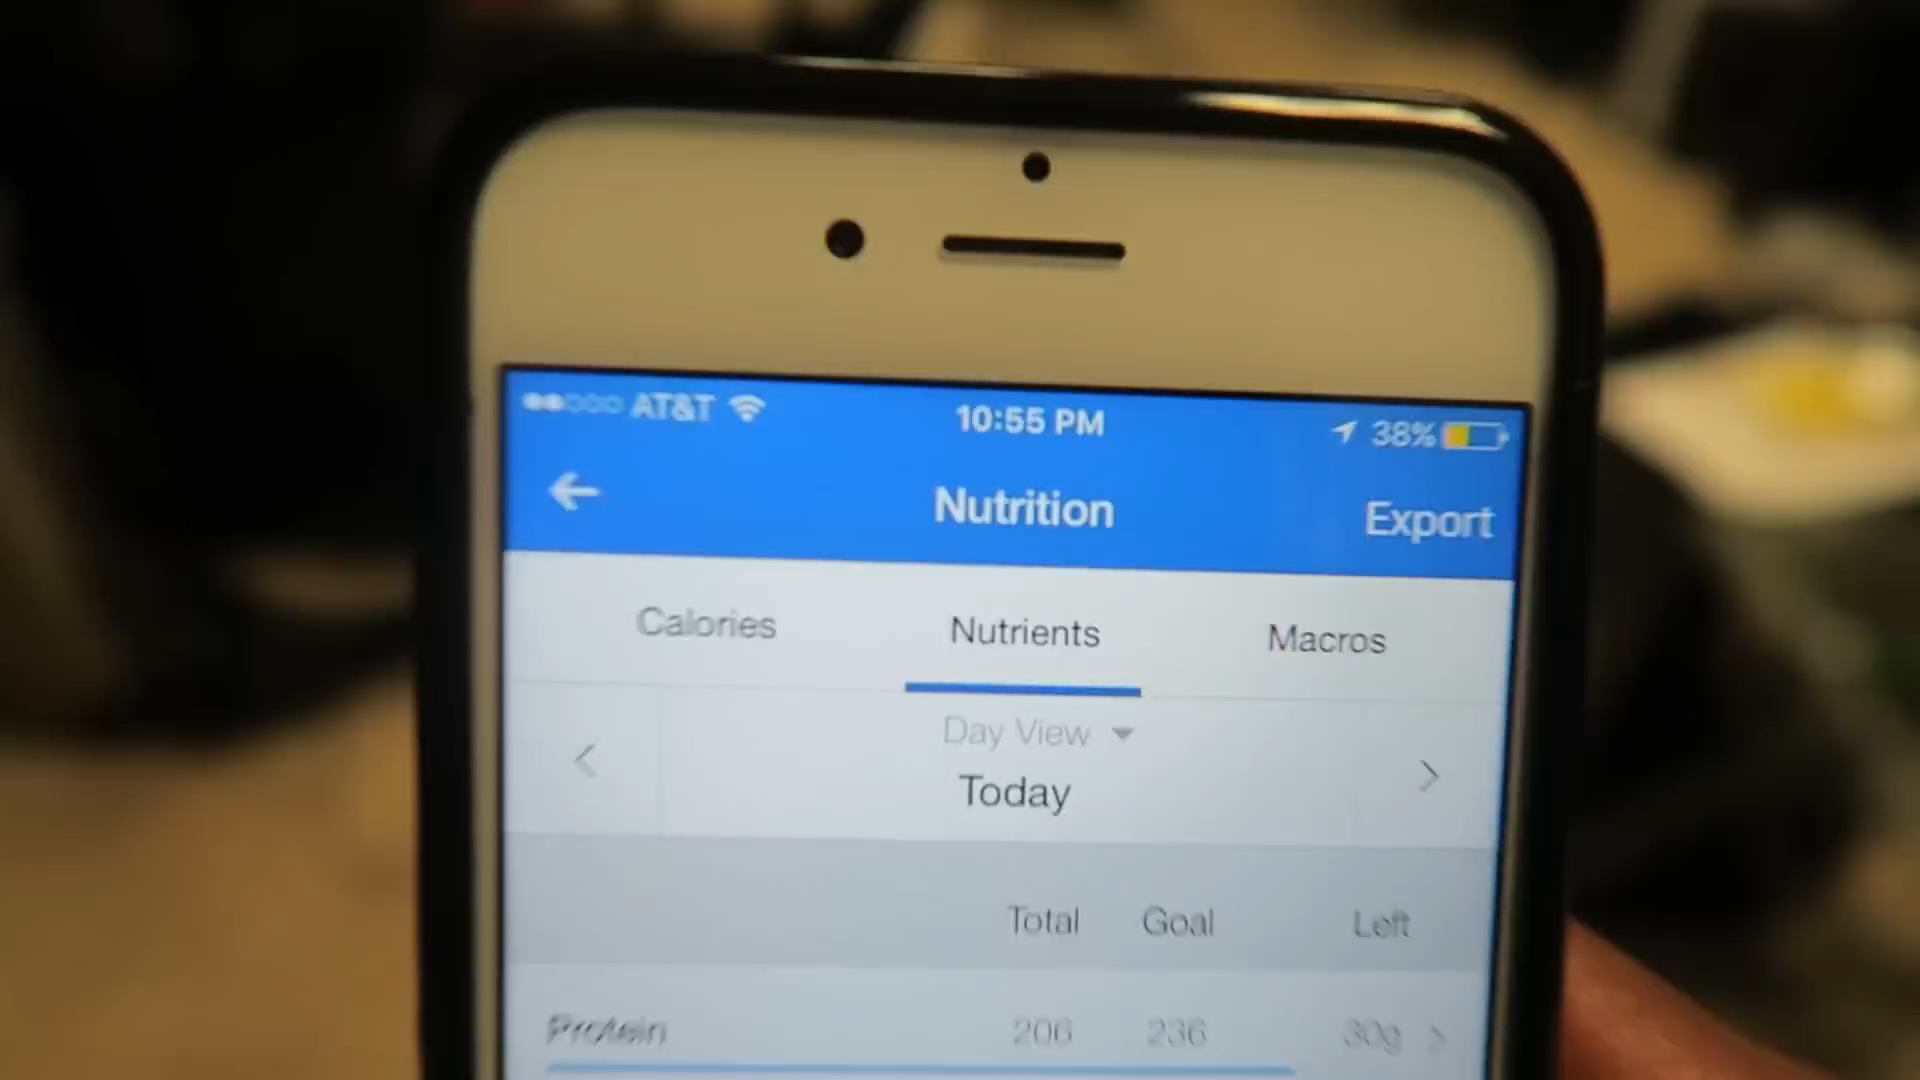 AT&T 10:55 PM 38%
Nutrition Export
Calories Nutrients Macros
Day View
Today
Total Goal Left
Protein 206 236 30g